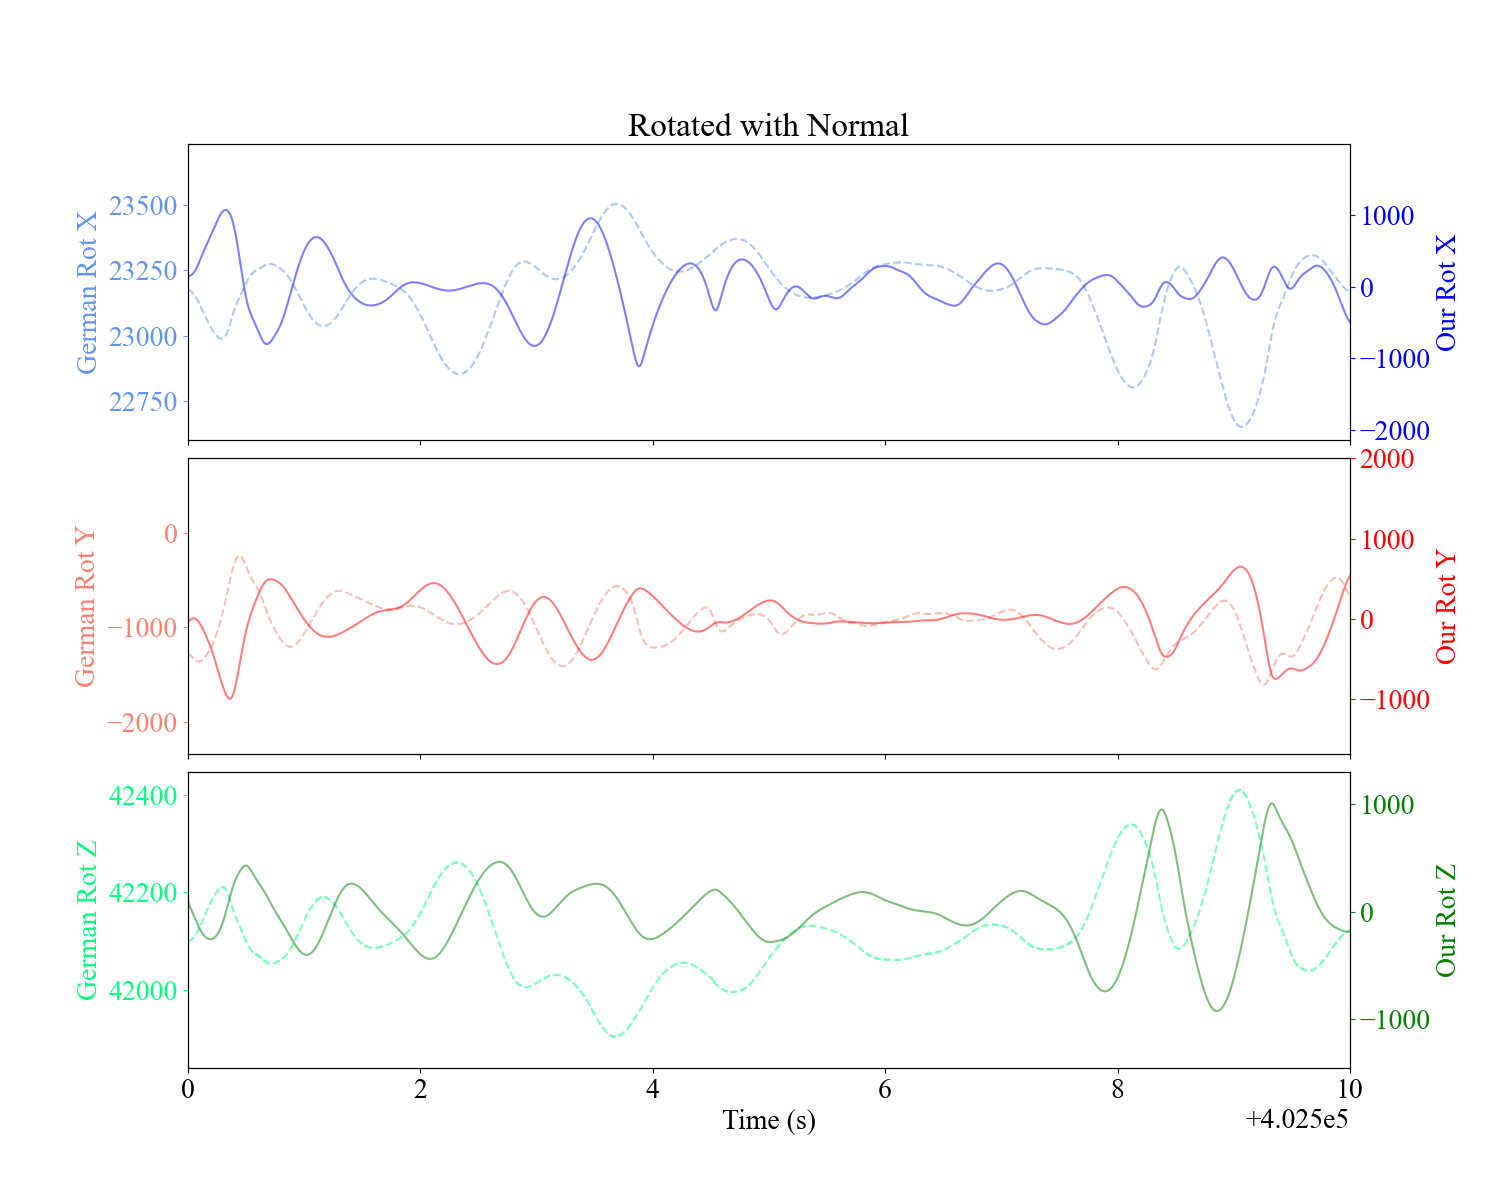 Rotated with Normal
German Rot X
23500
23250
23000
22750
1000
0
−1000
−2000
Our Rot X
German Rot Y
0
−1000
−2000
2000
1000
0
−1000
Our Rot Y
German Rot Z
42400
42200
42000
1000
0
−1000
Our Rot Z
0 2 4 6 8 10
Time (s)
+4.025e5